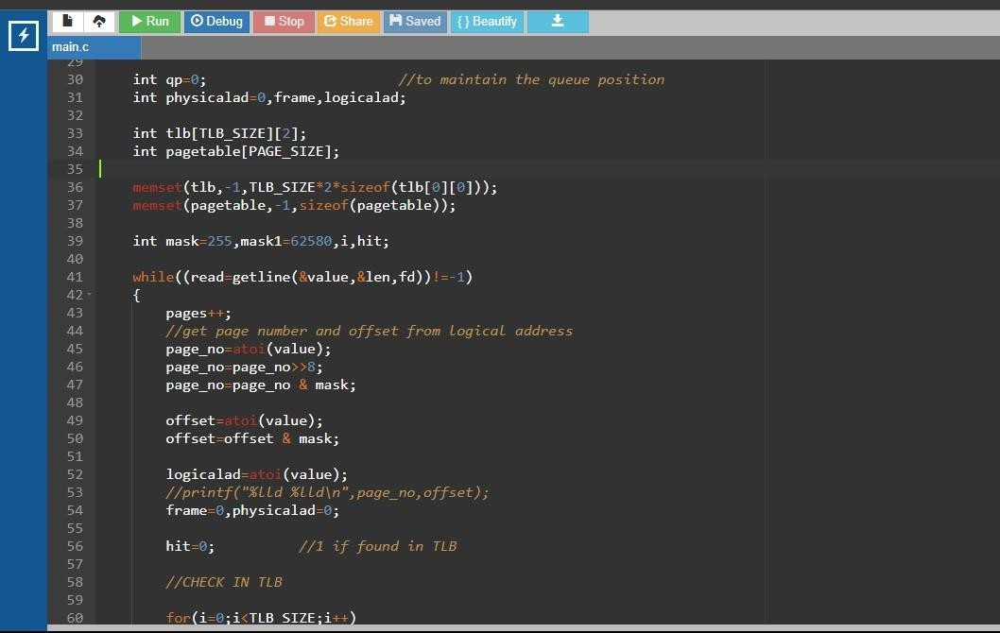 Run Debug Stop Share Saved { } Beautify
main.c
29
30 int qp=0; //to maintain the queue position
31 int physicalad=0,frame,logicalad;
32
33 int tlb[TLB_SIZE][2];
34 int pagetable[PAGE_SIZE];
35
36 memset(tlb,-1,TLB_SIZE*2*sizeof(tlb[0][0]));
37 memset(pagetable,-1,sizeof(pagetable));
38
39 int mask=255,mask1=62580,i,hit;
40
41 while((read=getline(&value,&len,fd))!=-1)
42 {
43 pages++;
44 //get page number and offset from logical address
45 page_no=atoi(value);
46 page_no=page_no>>8;
47 page_no=page_no & mask;
48
49 offset=atoi(value);
50 offset=offset & mask;
51
52 logicalad=atoi(value);
53 //printf("%lld %lld\n",page_no,offset);
54 frame=0,physicalad=0;
55
56 hit=0; //1 if found in TLB
57
58 //CHECK IN TLB
59
60 for(i=0;i<TLB_SIZE;i++)